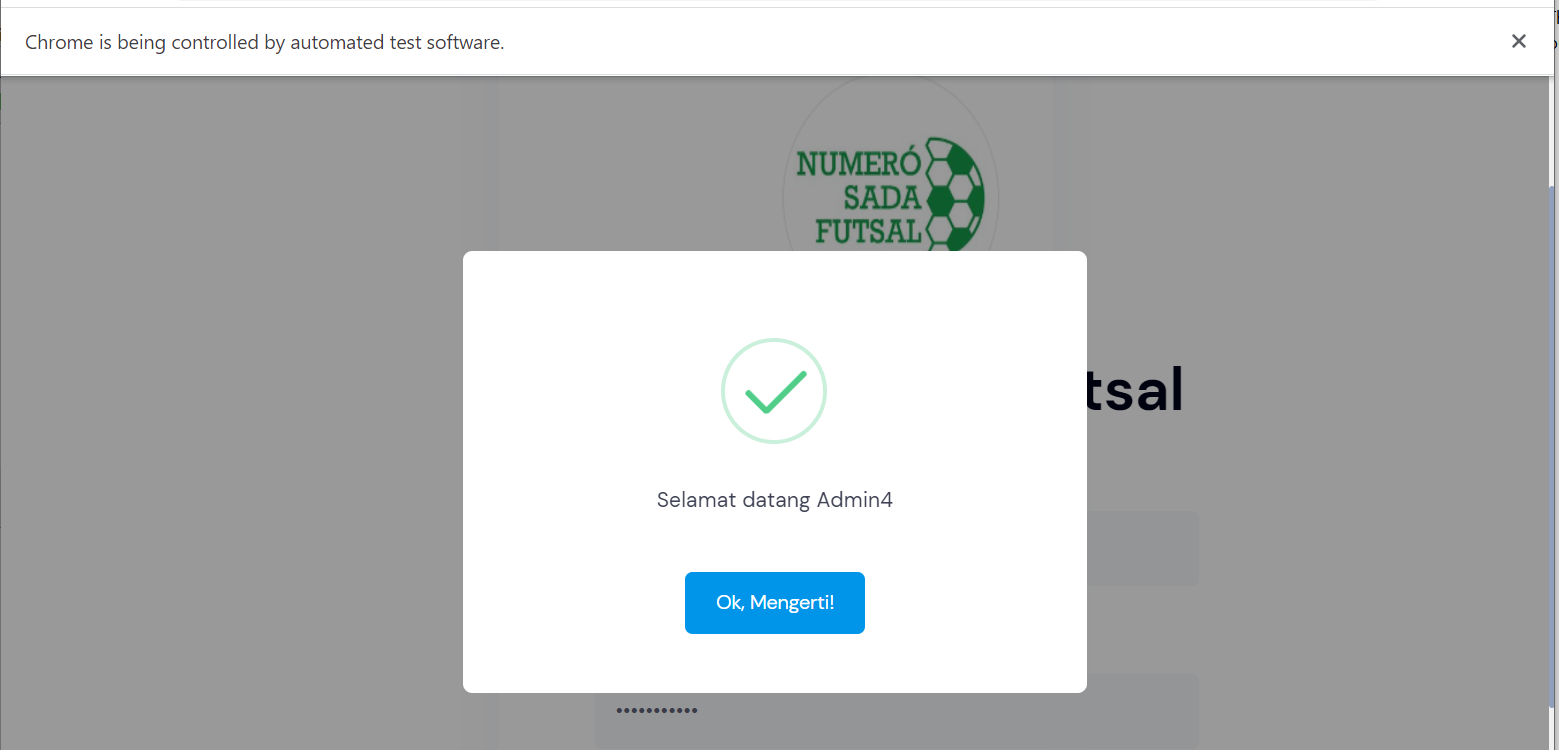 Chrome is being controlled by automated test software.
NUMERÓ
SADA
FUTSAL
tsal
Selamat datang Admin4
Ok, Mengerti!
•••••••••••